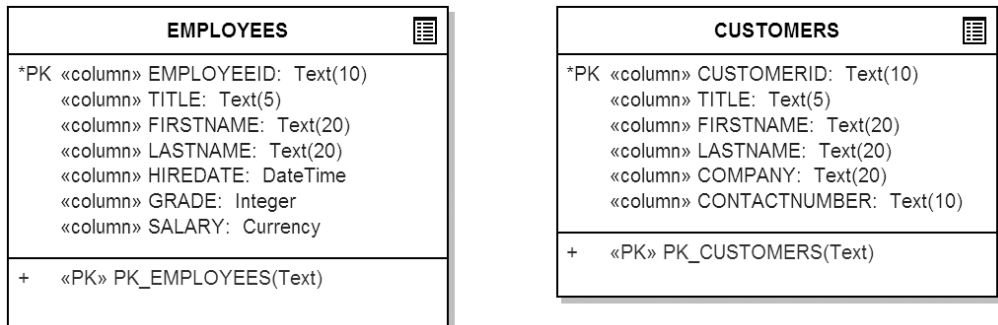 EMPLOYEES
*PK «column» EMPLOYEEID: Text(10)
«column» TITLE: Text(5)
«column» FIRSTNAME: Text(20)
«column» LASTNAME: Text(20)
«column» HIREDATE: DateTime
«column» GRADE: Integer
«column» SALARY: Currency
+ «PK» PK_EMPLOYEES(Text)
CUSTOMERS
*PK «column» CUSTOMERID: Text(10)
«column» TITLE: Text(5)
«column» FIRSTNAME: Text(20)
«column» LASTNAME: Text(20)
«column» COMPANY: Text(20)
«column» CONTACTNUMBER: Text(10)
+ «PK» PK_CUSTOMERS(Text)